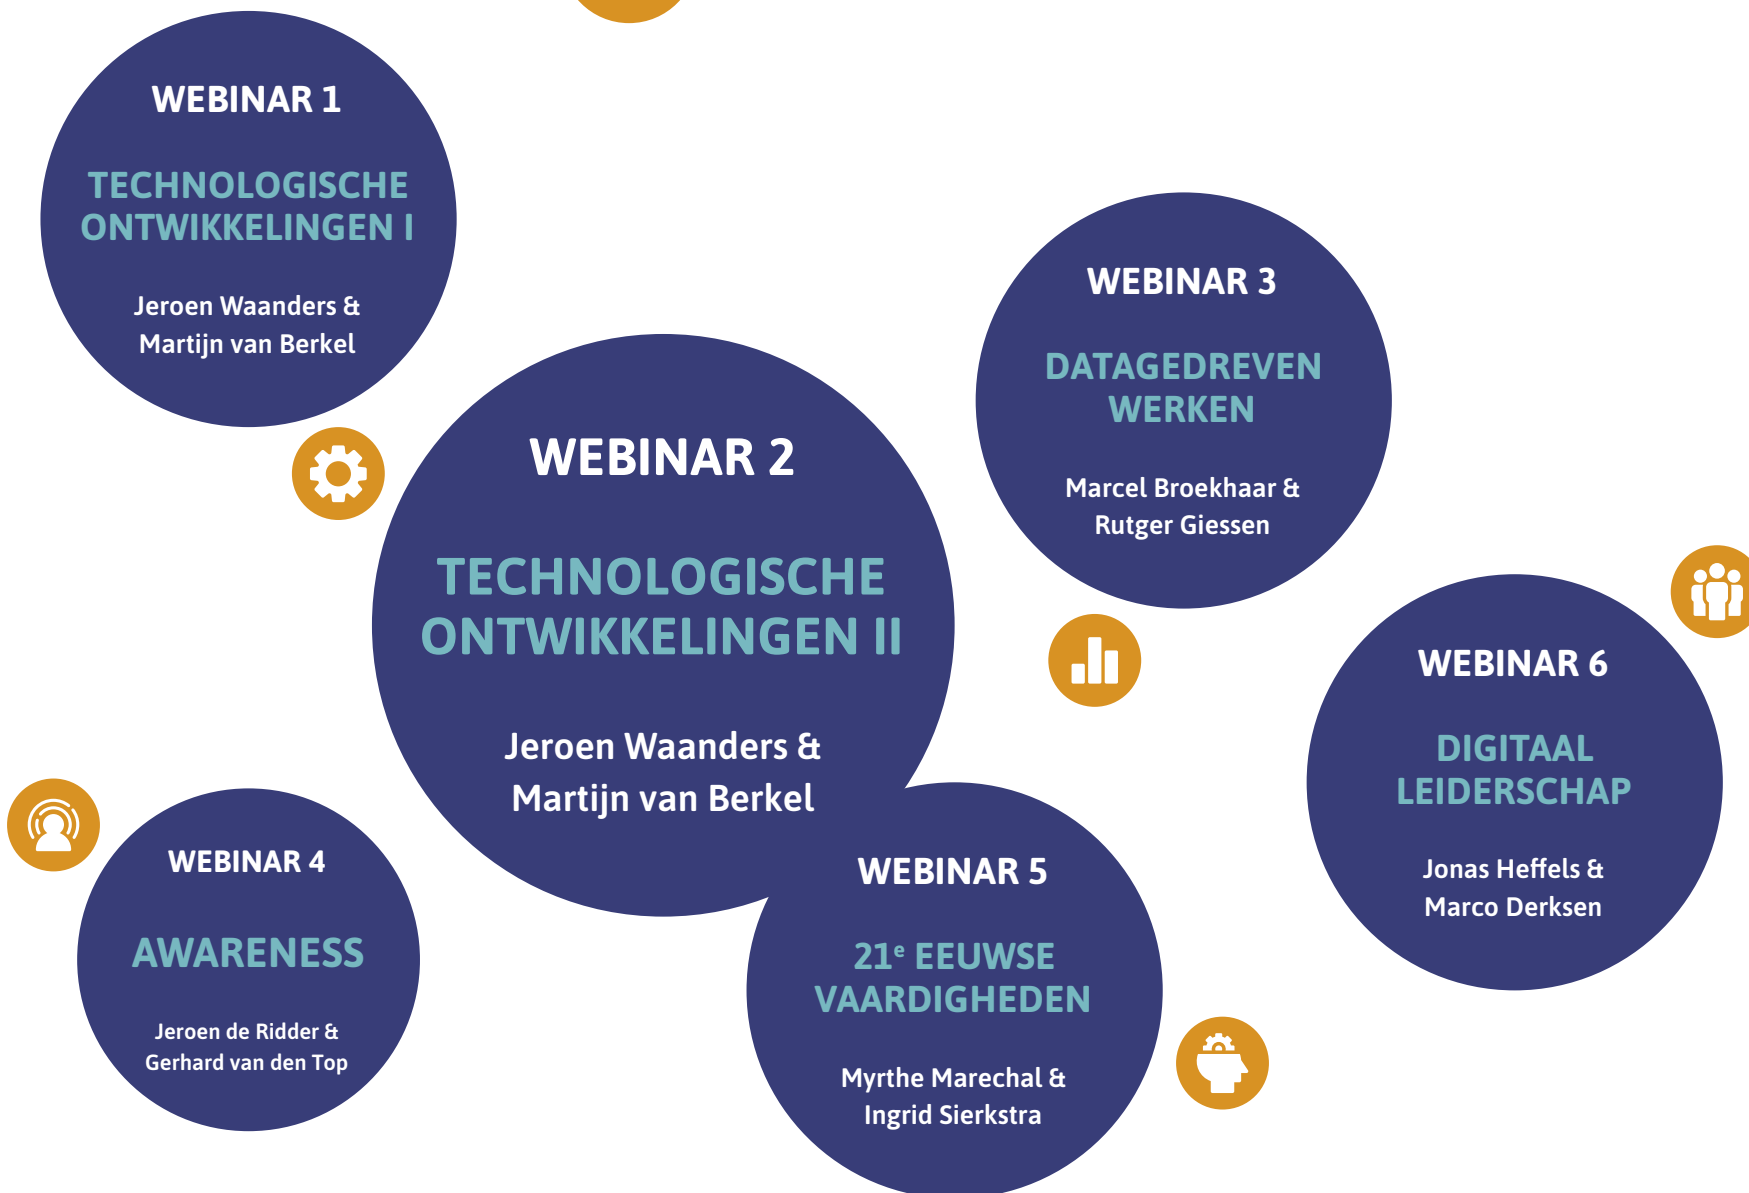 WEBINAR 1
TECHNOLOGISCHE
ONTWIKKELINGEN I
Jeroen Waanders &
Martijn van Berkel
WEBINAR 2
TECHNOLOGISCHE
ONTWIKKELINGEN II
Jeroen Waanders &
Martijn van Berkel
WEBINAR 3
DATAGEDREVEN
WERKEN
Marcel Broekhaar &
Rutger Giessen
WEBINAR 4
AWARENESS
Jeroen de Ridder &
Gerhard van den Top
WEBINAR 5
21e EEUWSE
VAARDIGHEDEN
Myrthe Marechal &
Ingrid Sierkstra
WEBINAR 6
DIGITAAL
LEIDERSCHAP
Jonas Heffels &
Marco Derksen